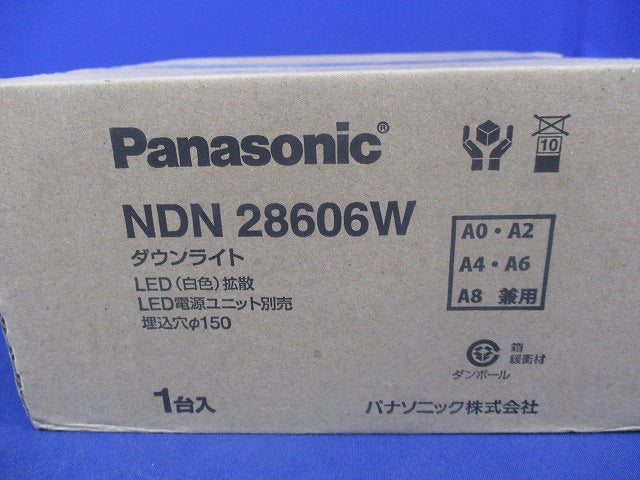 Panasonic®
NDN 28606W
ダウンライト
LED（白色）拡散
LED電源ユニット別売
埋込穴φ150
1台入
10
A0・A2
A4・A6
A8 兼用
箱
緩衝材
ダンボール
パナソニック株式会社